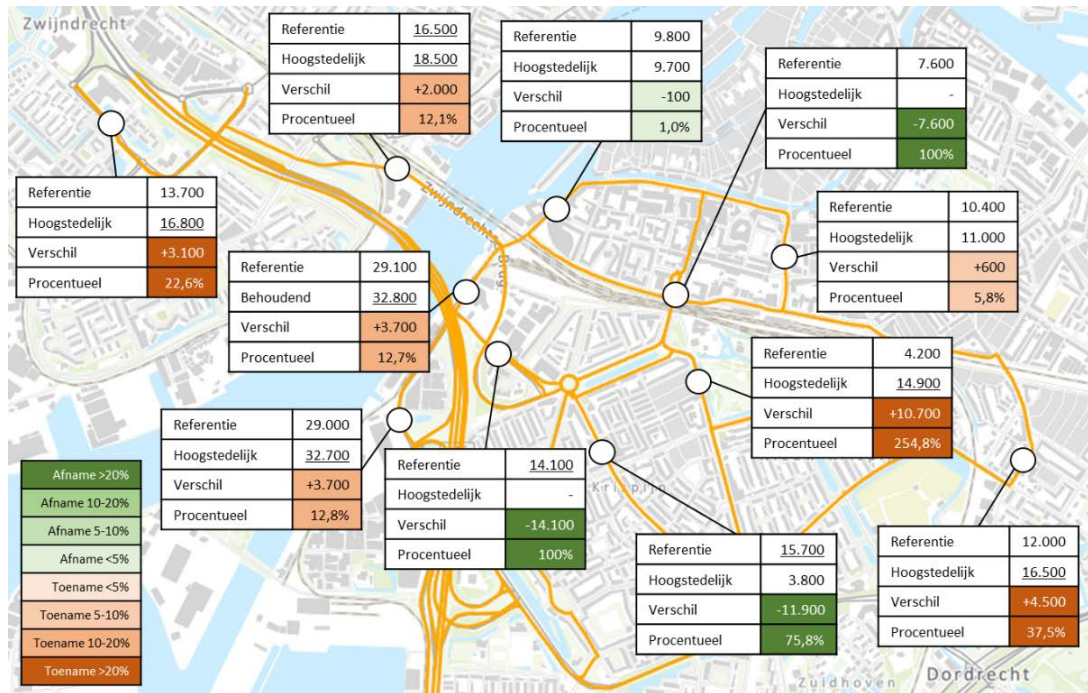 Zwijndrecht
Referentie 16.500
Hoogstedelijk 18.500
Verschil +2.000
Procentueel 12,1%
Referentie 9.800
Hoogstedelijk 9.700
Verschil -100
Procentueel 1,0%
Referentie 7.600
Hoogstedelijk -
Verschil -7.600
Procentueel 100%
Referentie 13.700
Hoogstedelijk 16.800
Verschil +3.100
Procentueel 22,6%
Zwijndrechtse Brug
Referentie 10.400
Hoogstedelijk 11.000
Verschil +600
Procentueel 5,8%
Referentie 29.100
Behoudend 32.800
Verschil +3.700
Procentueel 12,7%
Referentie 4.200
Hoogstedelijk 14.900
Verschil +10.700
Procentueel 254,8%
Referentie 29.000
Hoogstedelijk 32.700
Verschil +3.700
Procentueel 12,8%
Referentie 14.100
Hoogstedelijk -
Verschil -14.100
Procentueel 100%
Krispijn
Referentie 15.700
Hoogstedelijk 3.800
Verschil -11.900
Procentueel 75,8%
Referentie 12.000
Hoogstedelijk 16.500
Verschil +4.500
Procentueel 37,5%
Afname >20%
Afname 10-20%
Afname 5-10%
Afname <5%
Toename <5%
Toename 5-10%
Toename 10-20%
Toename >20%
Zuidhoven
Dordrecht